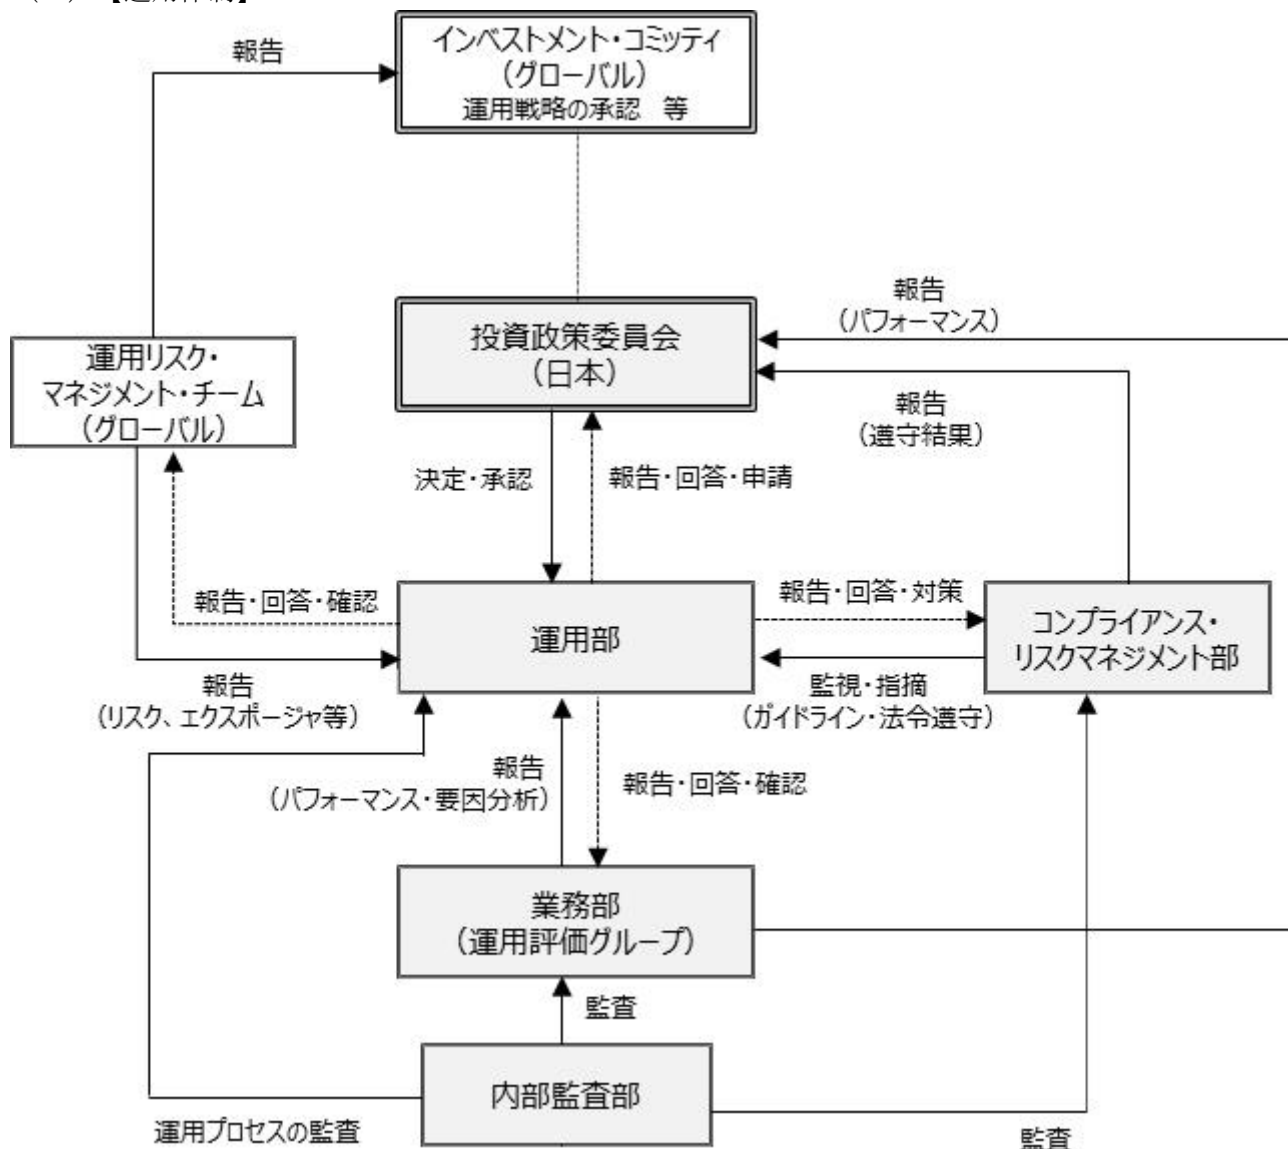 報告
インベストメント・コミッティ
(グローバル)
運用戦略の承認 等
報告
(パフォーマンス)
投資政策委員会
(日本)
運用リスク・
マネジメント・チーム
(グローバル)
報告
(遵守結果)
決定・承認
報告・回答・申請
報告・回答・確認
運用部
報告・回答・対策
コンプライアンス・
リスクマネジメント部
報告
(リスク、エクスポージャ等)
監視・指摘
(ガイドライン・法令遵守)
報告
(パフォーマンス・要因分析)
報告・回答・確認
業務部
(運用評価グループ)
監査
内部監査部
運用プロセスの監査
監査